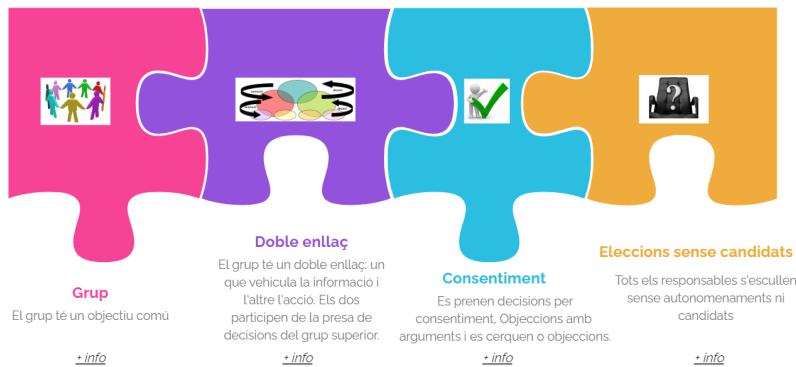 Grup
El grup té un objectiu comú
+ info
Doble enllaç
El grup té un doble enllaç: un
que vehicula la informació i
l'altre l'acció. Els dos
participen de la presa de
decisions del grup superior.
+ info
Consentiment
Es prenen decisions per
consentiment, Objeccions amb
arguments i es cerquen o objeccions.
+ info
Eleccions sense candidats
Tots els responsables s'escullen
sense autonomenaments ni
candidats
+ info